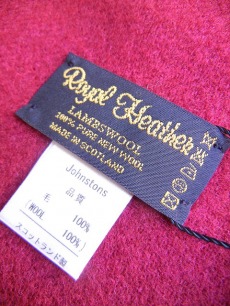 Royal Heather
LAMBSWOOL
100% PURE NEW WOOL
MADE IN SCOTLAND
Johnstons
品質
毛 100%
(WOOL 100%)
スコットランド製